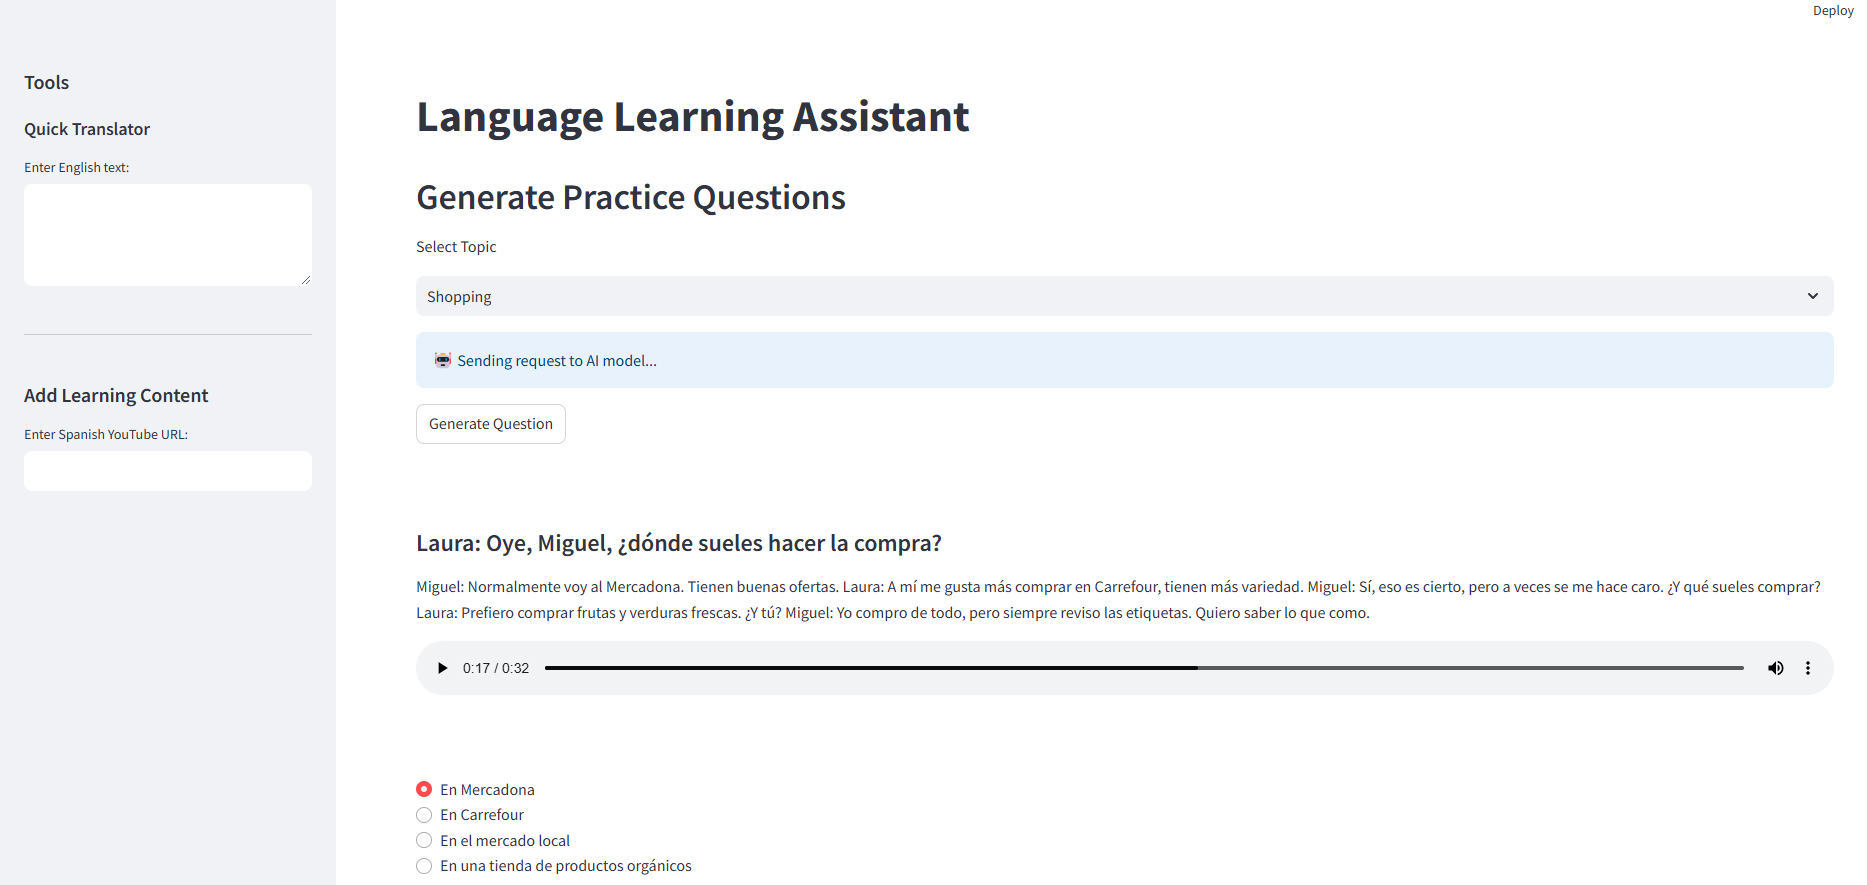 Deploy
Tools
Quick Translator
Enter English text:
Add Learning Content
Enter Spanish YouTube URL:
Language Learning Assistant
Generate Practice Questions
Select Topic
Shopping
Sending request to AI model...
Generate Question
Laura: Oye, Miguel, ¿dónde sueles hacer la compra?
Miguel: Normalmente voy al Mercadona. Tienen buenas ofertas. Laura: A mí me gusta más comprar en Carrefour, tienen más variedad. Miguel: Sí, eso es cierto, pero a veces se me hace caro. ¿Y qué sueles comprar?
Laura: Prefiero comprar frutas y verduras frescas. ¿Y tú? Miguel: Yo compro de todo, pero siempre reviso las etiquetas. Quiero saber lo que como.
0:17 / 0:32
En Mercadona
En Carrefour
En el mercado local
En una tienda de productos orgánicos